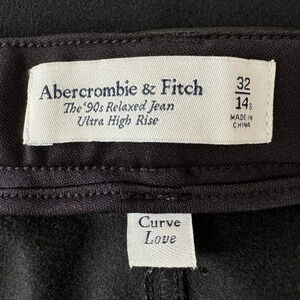 Abercrombie & Fitch
The '90s Relaxed Jean
Ultra High Rise
32
14s
MADE IN
CHINA
Curve
Love